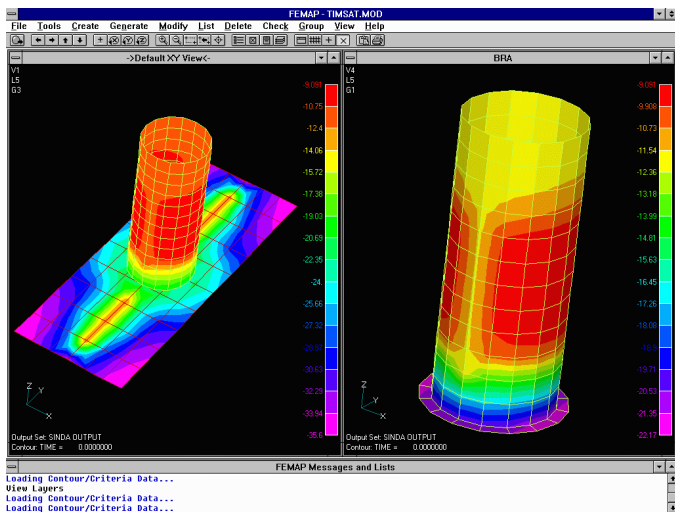 FEMAP - TIMSAT.MOD
File Tools Create Generate Modify List Delete Check Group View Help
->Default XY View<-
V1
L5
G3
-9.091
-10.75
-12.4
-14.06
-15.72
-17.38
-19.03
-20.69
-22.35
-24.
-25.66
-27.32
-30.63
-32.29
-33.94
-35.6
Z
Y
X
Output Set: SINDA OUTPUT
Contour: TIME = 0.0000000
BRA
V4
L5
G1
-9.091
-9.908
-10.73
-11.54
-12.36
-13.18
-13.99
-14.81
-15.63
-16.45
-17.26
-18.08
-19.71
-20.53
-21.35
-22.17
Z
Y
X
Output Set: SINDA OUTPUT
Contour: TIME = 0.0000000
FEMAP Messages and Lists
Loading Contour/Criteria Data...
View Layers
Loading Contour/Criteria Data...
Loading Contour/Criteria Data...